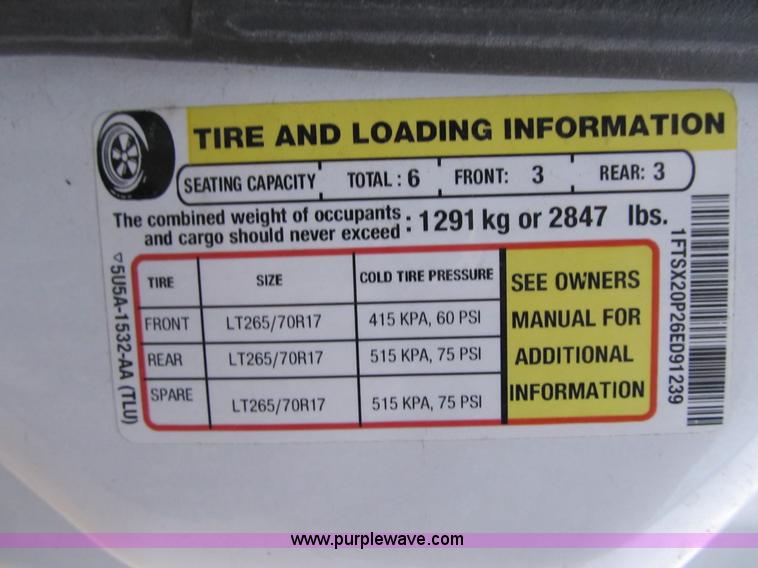 TIRE AND LOADING INFORMATION
SEATING CAPACITY TOTAL : 6 FRONT: 3 REAR: 3
The combined weight of occupants
and cargo should never exceed : 1291 kg or 2847 lbs.
TIRE SIZE COLD TIRE PRESSURE
FRONT LT265/70R17 415 KPA, 60 PSI
REAR LT265/70R17 515 KPA, 75 PSI
SPARE LT265/70R17 515 KPA, 75 PSI
SEE OWNERS
MANUAL FOR
ADDITIONAL
INFORMATION
5U5A-1532-AA (TLU)
1FTSX20P26ED91239
www.purplewave.com